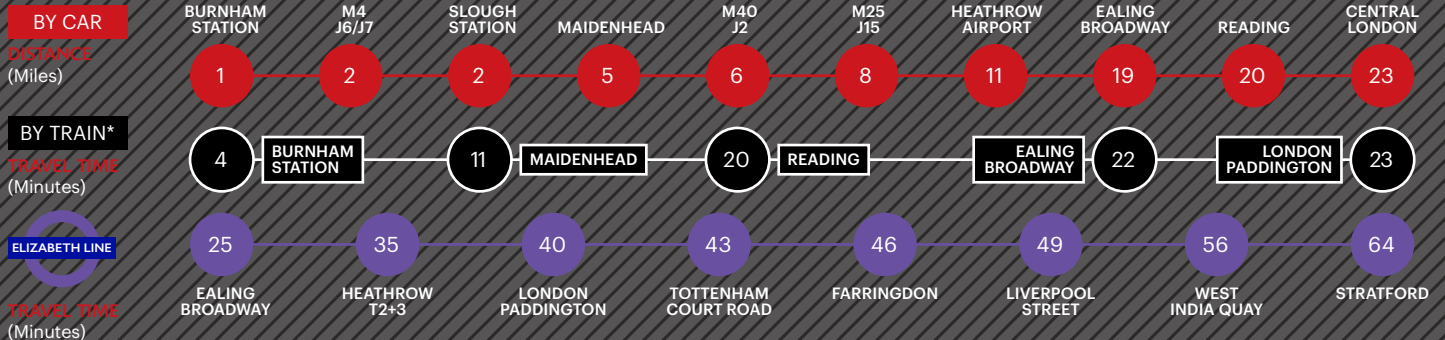 BY CAR
DISTANCE
(Miles)
BURNHAM
STATION
1
M4
J6/J7
2
SLOUGH
STATION
2
MAIDENHEAD
5
M40
J2
6
M25
J15
8
HEATHROW
AIRPORT
11
EALING
BROADWAY
19
READING
20
CENTRAL
LONDON
23
BY TRAIN*
TRAVEL TIME
(Minutes)
4
BURNHAM
STATION
11
MAIDENHEAD
20
READING
EALING
BROADWAY
22
LONDON
PADDINGTON
23
ELIZABETH LINE
TRAVEL TIME
(Minutes)
25
EALING
BROADWAY
35
HEATHROW
T2+3
40
LONDON
PADDINGTON
43
TOTTENHAM
COURT ROAD
46
FARRINGDON
49
LIVERPOOL
STREET
56
WEST
INDIA QUAY
64
STRATFORD